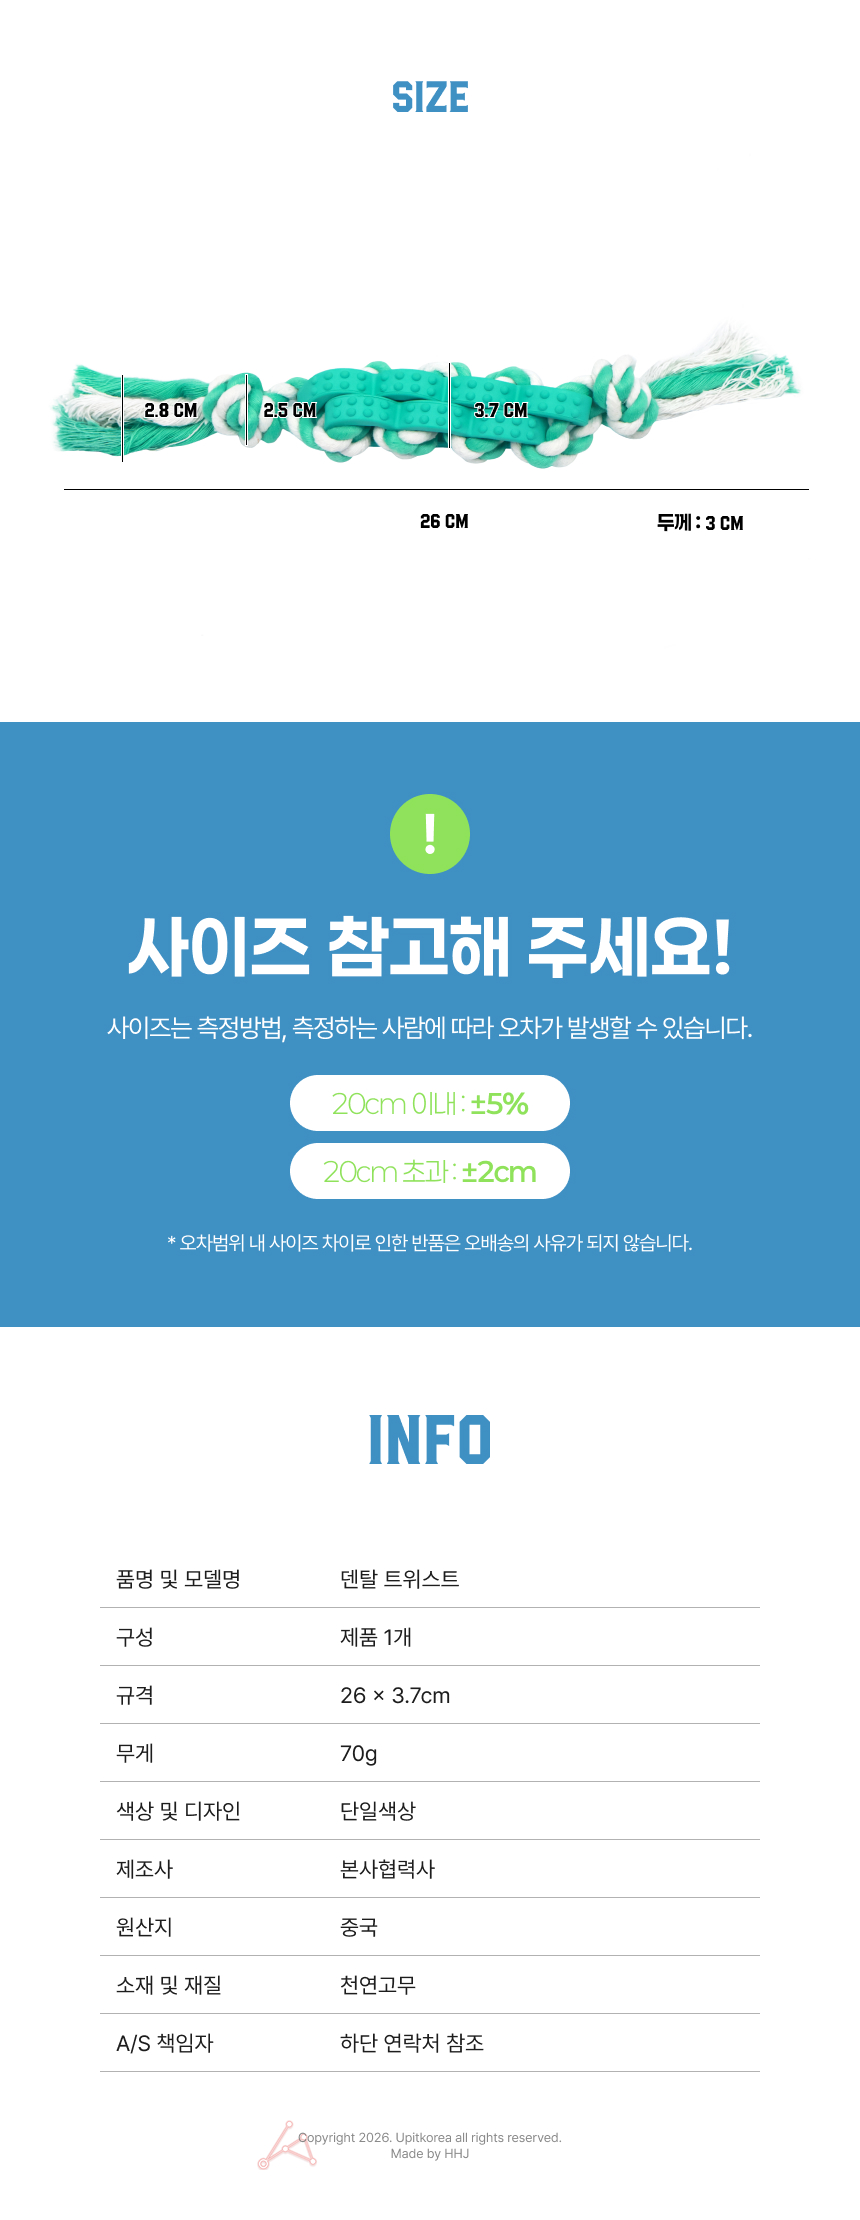 SIZE
2.8 CM
2.5 CM
3.7 CM
26 CM
두께 : 3 CM
!
사이즈 참고해 주세요!
사이즈는 측정방법, 측정하는 사람에 따라 오차가 발생할 수 있습니다.
20cm 이내 : ±5%
20cm 초과 : ±2cm
* 오차범위 내 사이즈 차이로 인한 반품은 오배송의 사유가 되지 않습니다.
INFO
품명 및 모델명 덴탈 트위스트
구성 제품 1개
규격 26 × 3.7cm
무게 70g
색상 및 디자인 단일색상
제조사 본사협력사
원산지 중국
소재 및 재질 천연고무
A/S 책임자 하단 연락처 참조
Copyright 2026. Upitkorea all rights reserved.
Made by HHJ